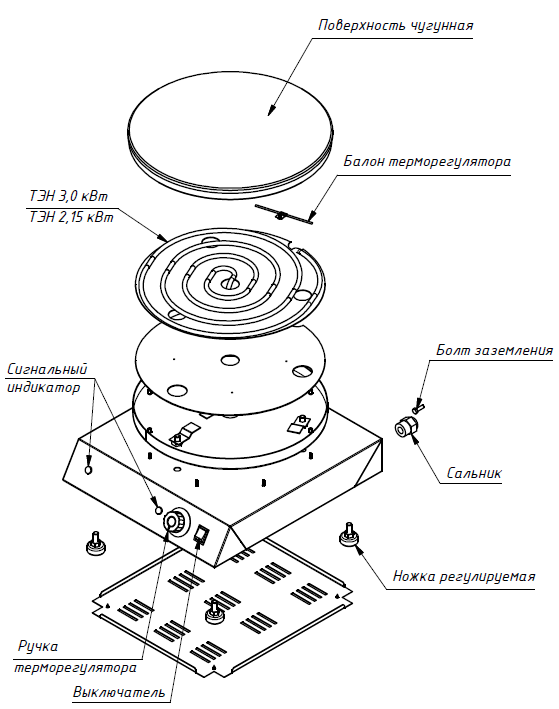 Поверхность чугунная
Балон терморегулятора
ТЭН 3,0 кВт
ТЭН 2,15 кВт
Болт заземления
Сигнальный
индикатор
Сальник
Ножка регулируемая
Ручка
терморегулятора
Выключатель